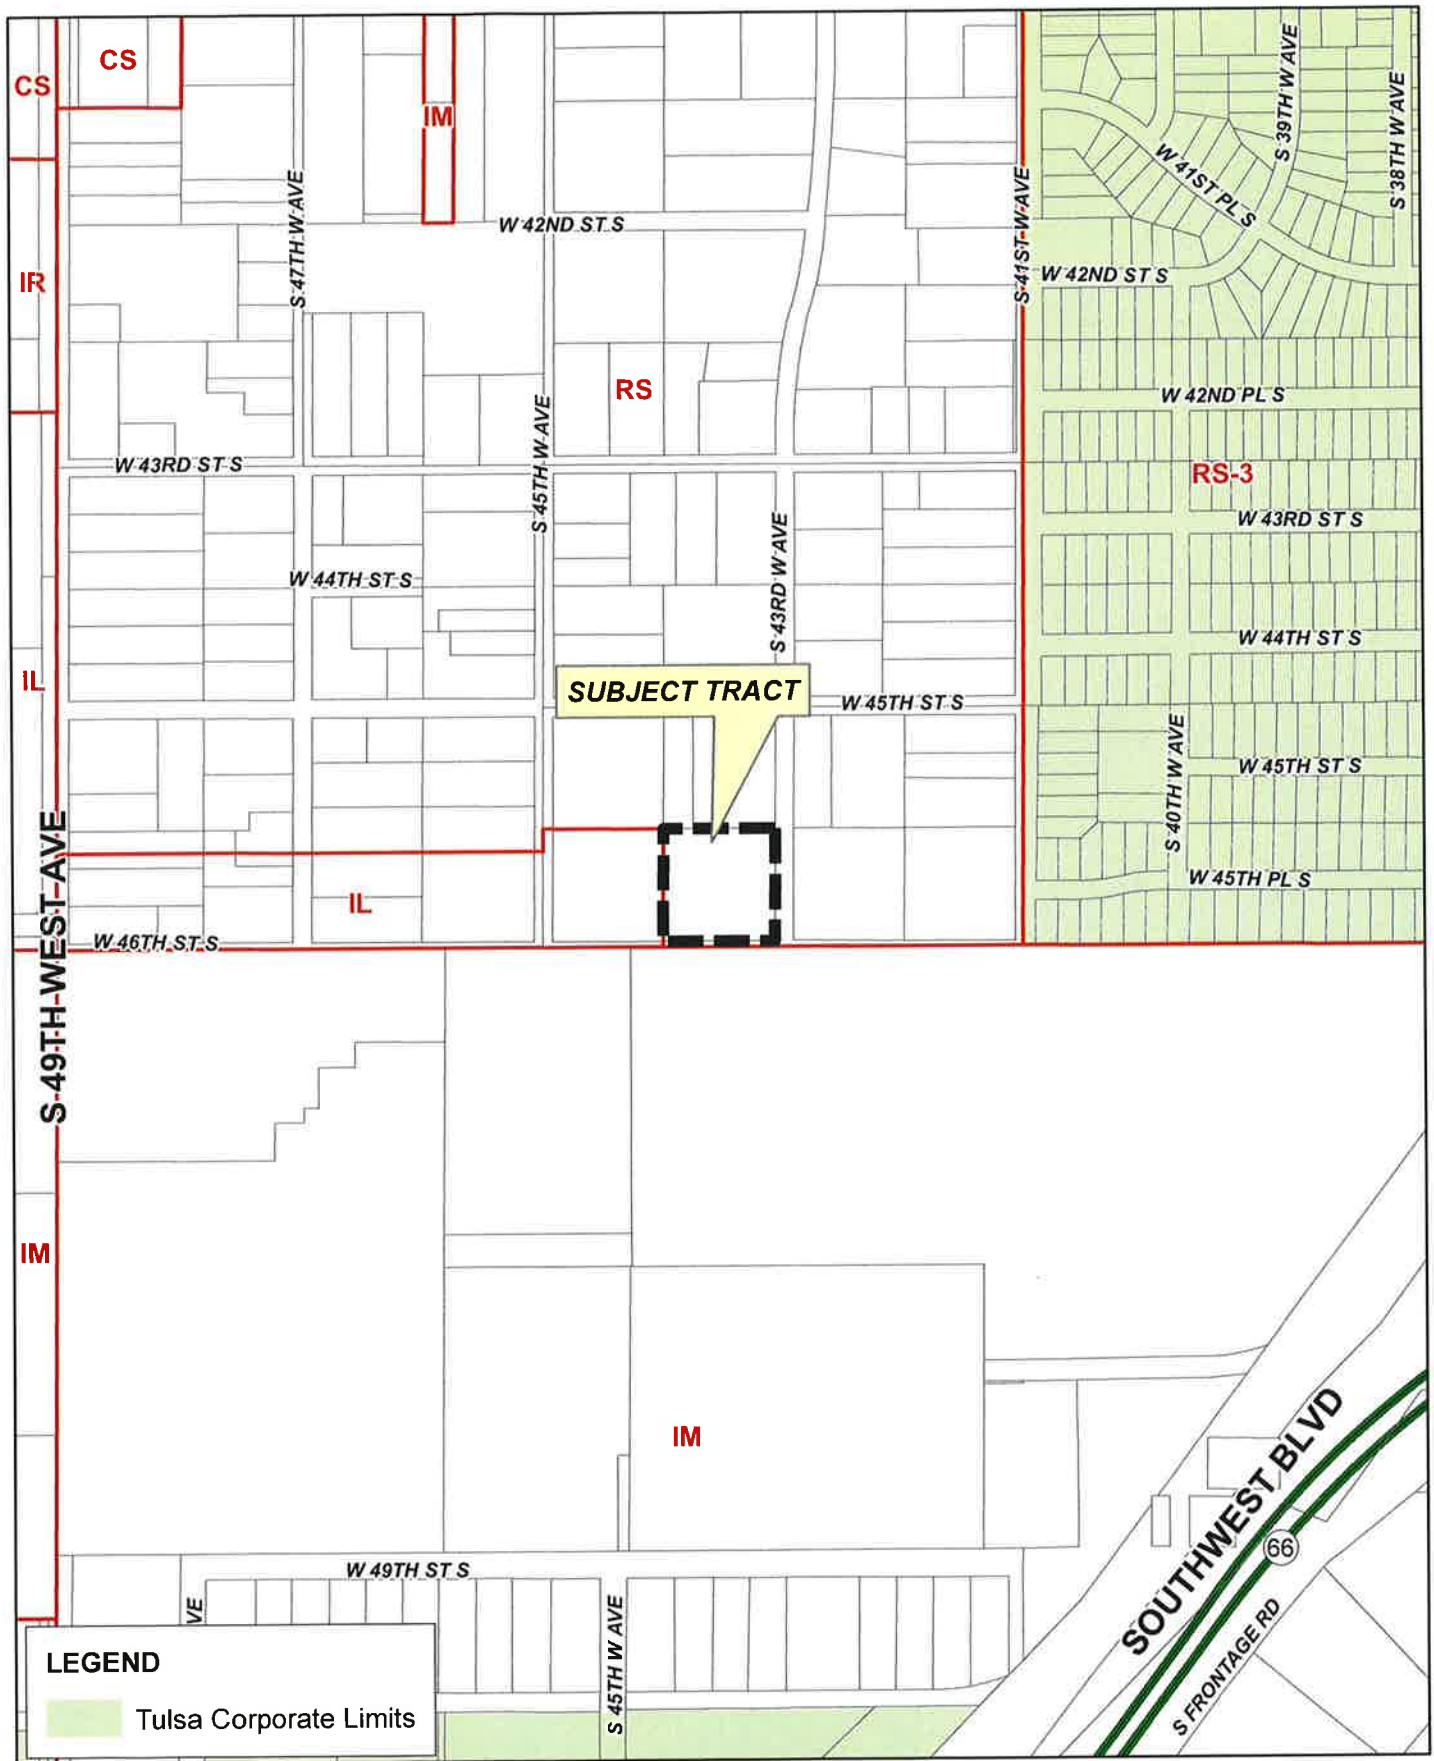 CS
CS
IM
S 39TH W AVE
S 38TH W AVE
W 41ST PL S
S 47TH W AVE
W 42ND ST S
S 41ST W AVE
W 42ND ST S
IR
RS
W 42ND PL S
S 45TH W AVE
W 43RD ST S
RS-3
W 43RD ST S
S 43RD W AVE
W 44TH ST S
W 44TH ST S
IL
SUBJECT TRACT
W 45TH ST S
S 40TH W AVE
W 45TH ST S
W 45TH PL S
IL
W 46TH ST S
S 49TH WEST AVE
IM
IM
SOUTHWEST BLVD
66
S FRONTAGE RD
W 49TH ST S
VE
S 45TH W AVE
LEGEND
Tulsa Corporate Limits